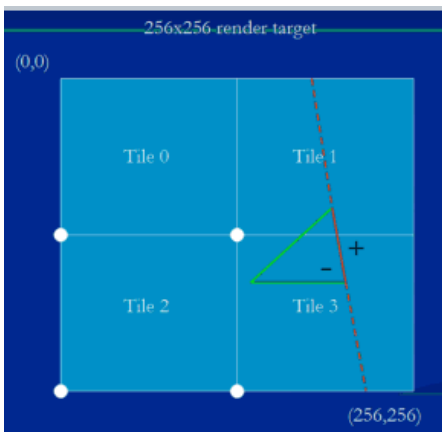 256x256 render target
(0,0)
Tile 0
Tile 1
+
-
Tile 2
Tile 3
(256,256)